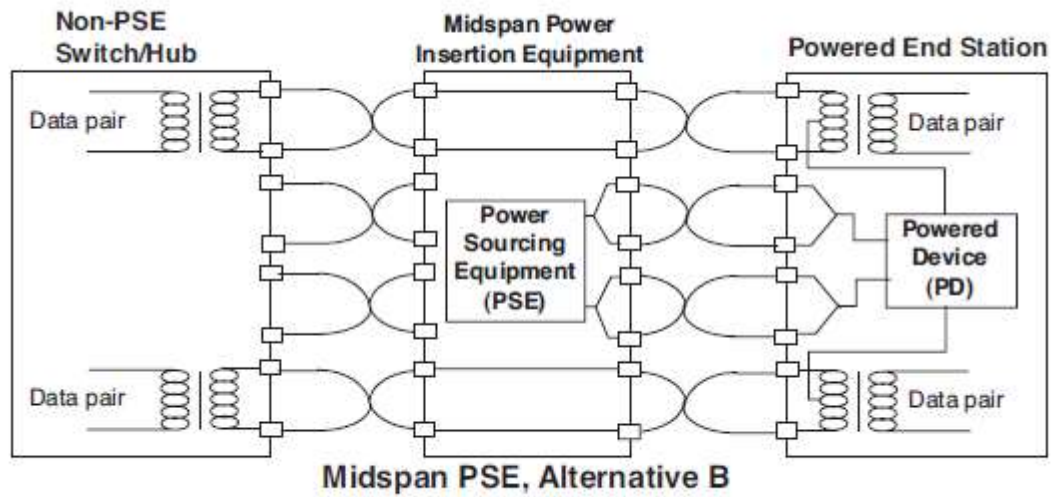 Non-PSE
Switch/Hub
Midspan Power
Insertion Equipment
Powered End Station
Data pair
Data pair
Power
Sourcing
Equipment
(PSE)
Powered
Device
(PD)
Data pair
Data pair
Midspan PSE, Alternative B